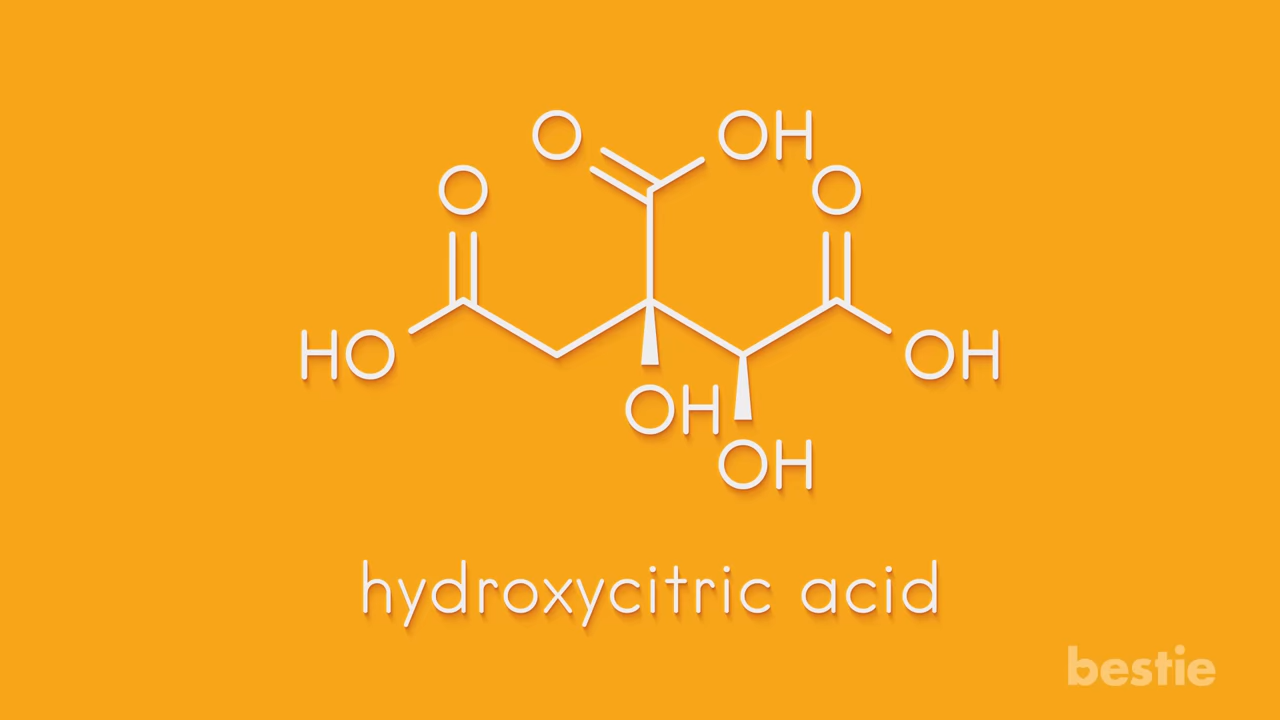 O OH
O O
HO OH
OH
OH
hydroxycitric acid
bestie